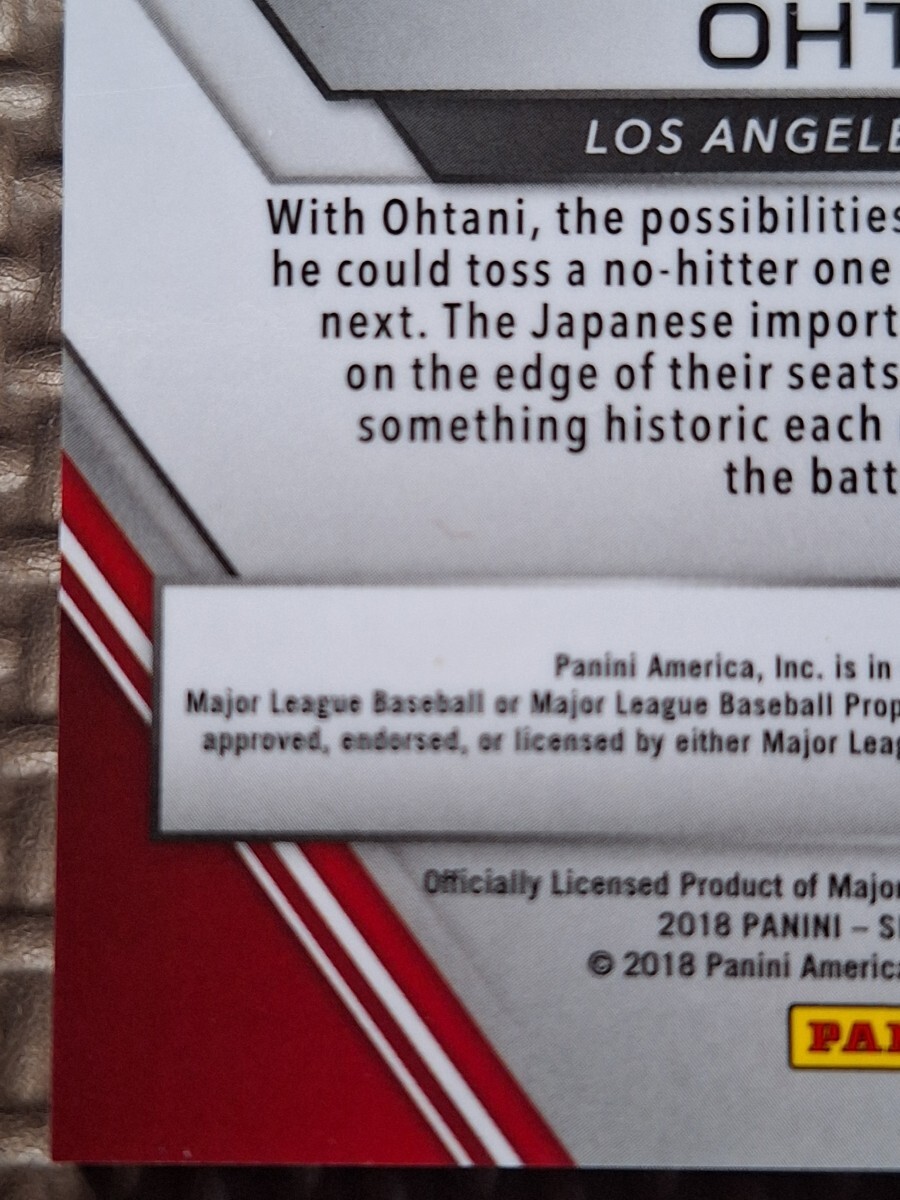 OHT
LOS ANGELE
With Ohtani, the possibilities
he could toss a no-hitter one
next. The Japanese import
on the edge of their seats
something historic each
the batt
Panini America, Inc. is in
Major League Baseball or Major League Baseball Prop
approved, endorsed, or licensed by either Major Leag
Officially Licensed Product of Major
2018 PANINI – S
© 2018 Panini America
PAN